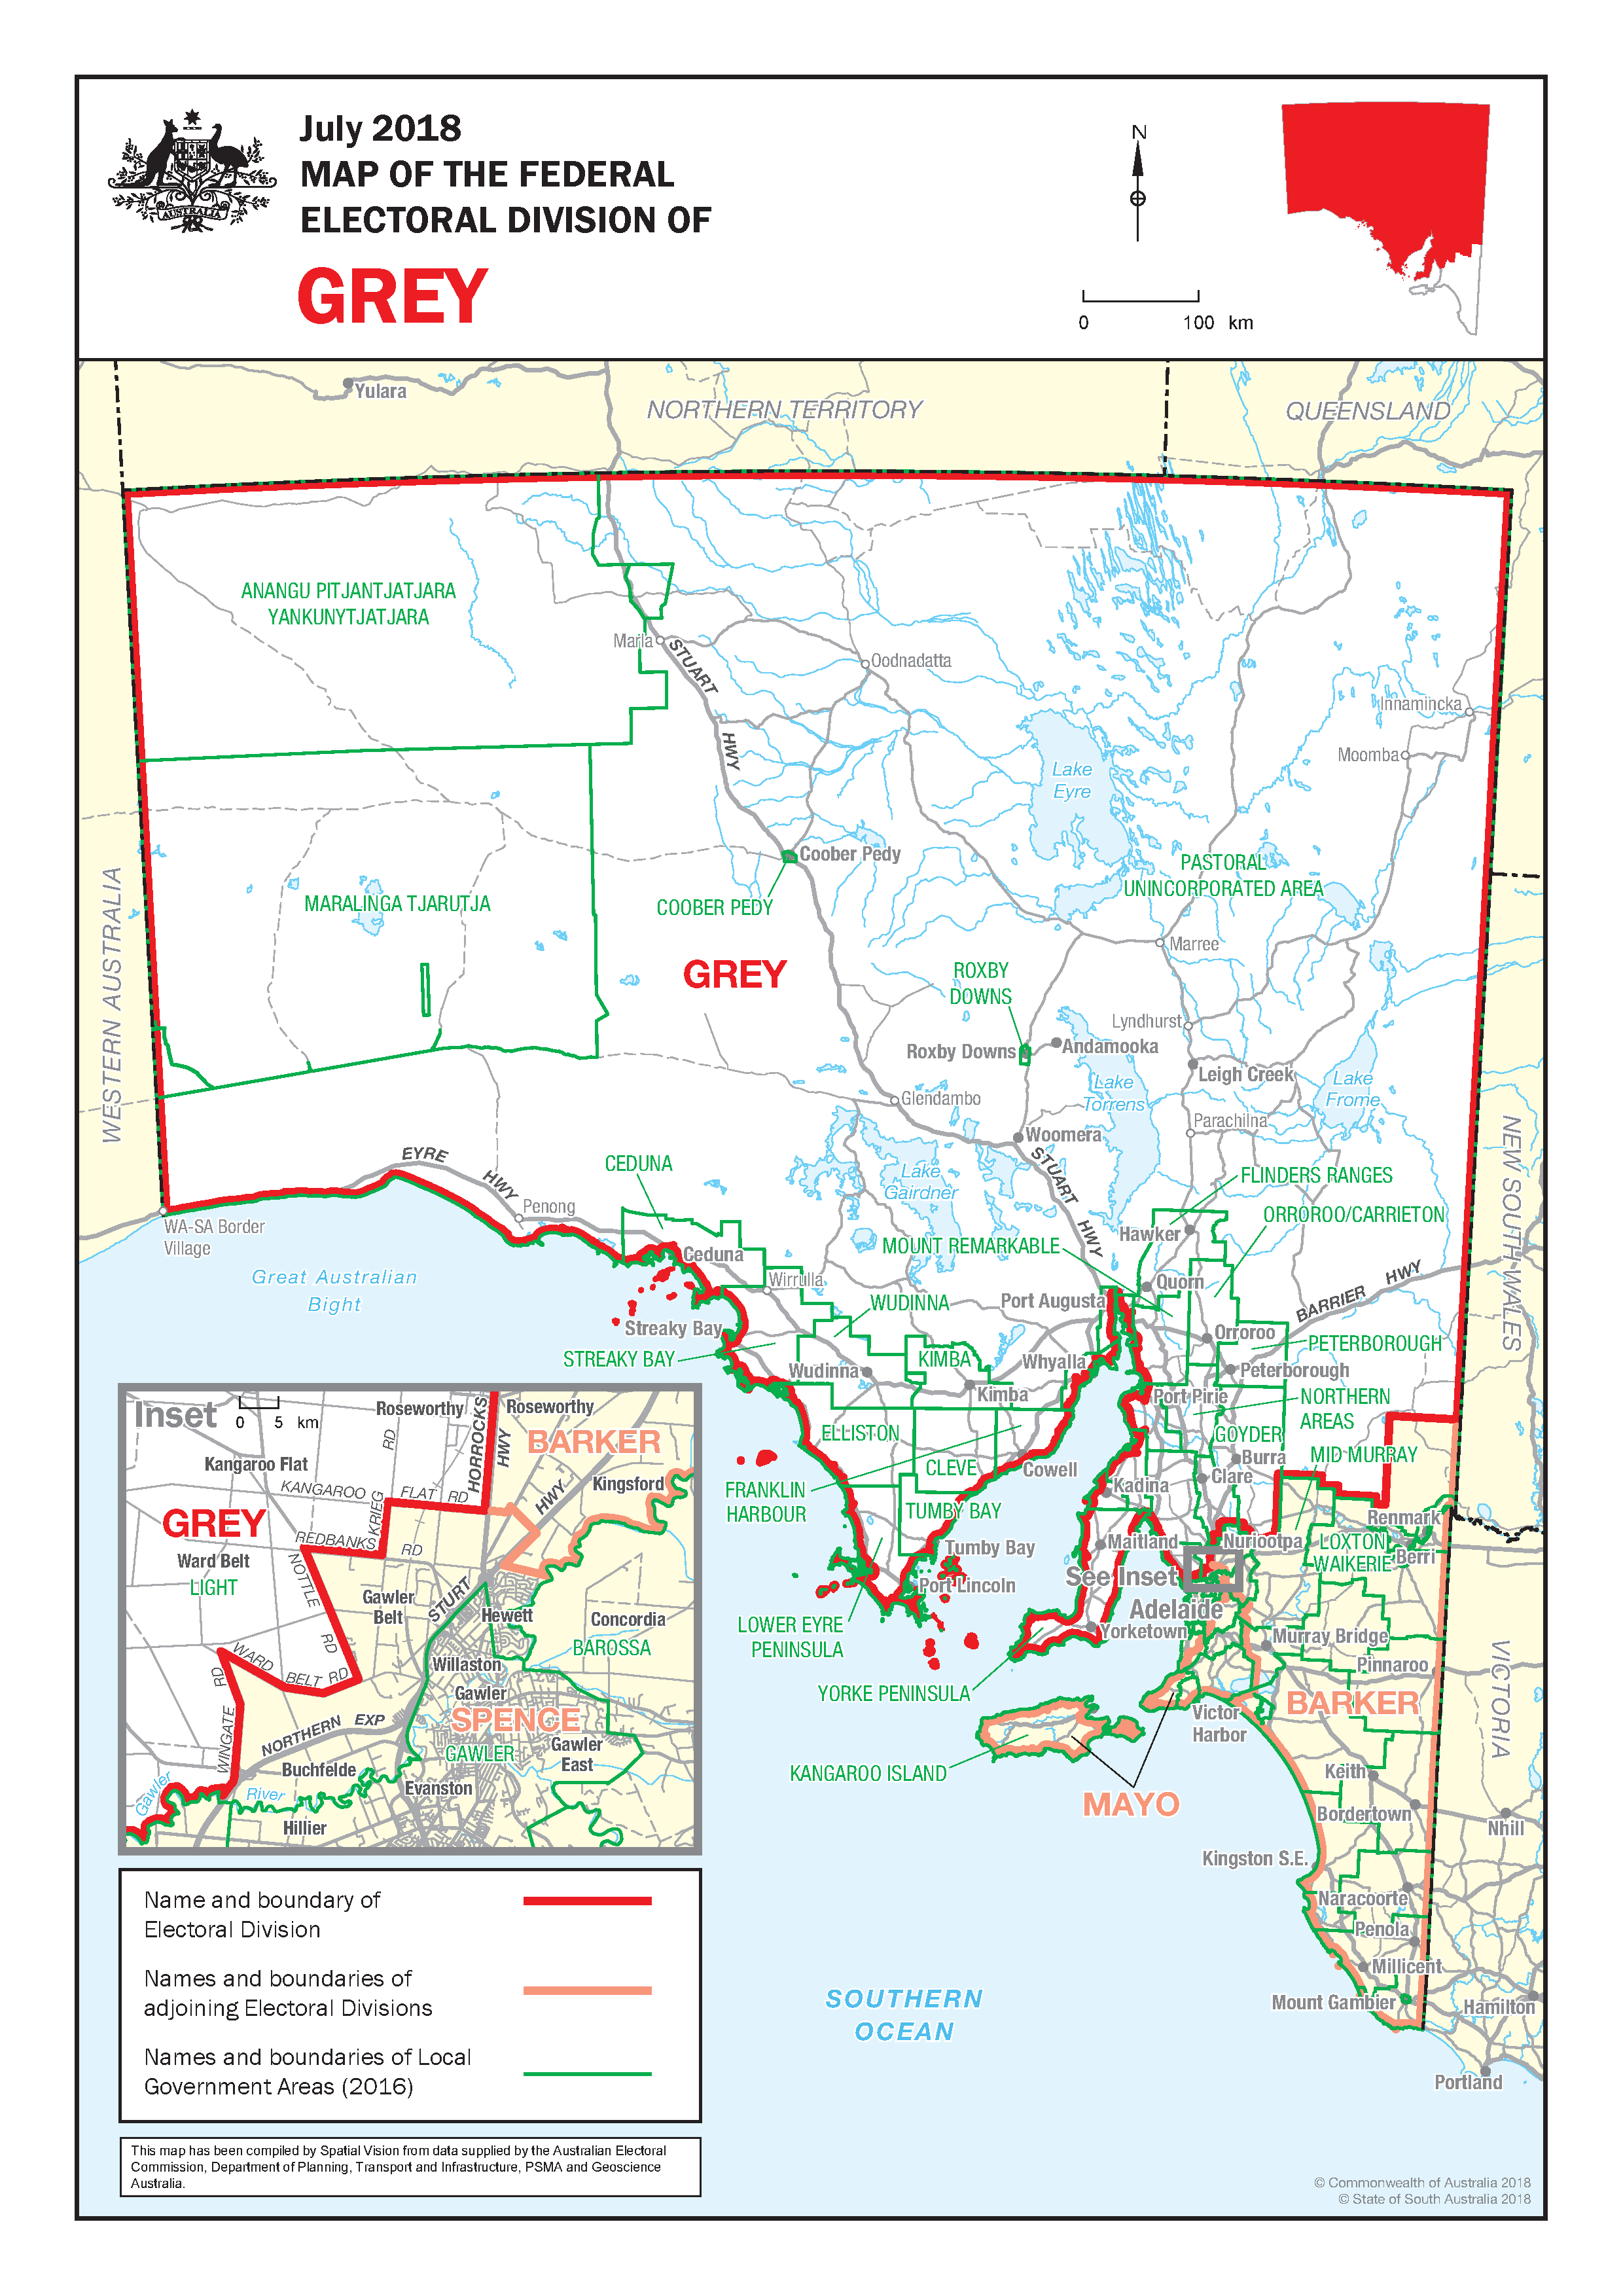 AUSTRALIA
July 2018
MAP OF THE FEDERAL
ELECTORAL DIVISION OF
GREY
N
0 100 km
Yulara
NORTHERN TERRITORY
QUEENSLAND
ANANGU PITJANTJATJARA
YANKUNYTJATJARA
Marla
STUART
HWY
Oodnadatta
Innamincka
Moomba
Lake
Eyre
Coober Pedy
COOBER PEDY
PASTORAL
UNINCORPORATED AREA
MARALINGA TJARUTJA
WESTERN AUSTRALIA
GREY
Marree
ROXBY
DOWNS
Lyndhurst
Roxby Downs
Andamooka
Leigh Creek
Lake
Torrens
Lake
Frome
Glendambo
Parachilna
Woomera
STUART
HWY
NEW SOUTH WALES
EYRE
HWY
CEDUNA
Lake
Gairdner
FLINDERS RANGES
Penong
WA-SA Border
Village
ORROROO/CARRIETON
Hawker
MOUNT REMARKABLE
Ceduna
Great Australian
Bight
Wirrulla
Quorn
BARRIER HWY
WUDINNA
Port Augusta
Streaky Bay
Orroroo
PETERBOROUGH
STREAKY BAY
KIMBA
Whyalla
Wudinna
Peterborough
Kimba
Port Pirie
NORTHERN
AREAS
ELLISTON
GOYDER
Burra
MID MURRAY
CLEVE
Cowell
Clare
FRANKLIN
HARBOUR
Kadina
TUMBY BAY
Renmark
Tumby Bay
Maitland
Nuriootpa
LOXTON
WAIKERIE
Berri
Port Lincoln
See Inset
Adelaide
LOWER EYRE
PENINSULA
Yorketown
Murray Bridge
Pinnaroo
YORKE PENINSULA
BARKER
Victor
Harbor
VICTORIA
KANGAROO ISLAND
Keith
MAYO
Bordertown
Nhill
Kingston S.E.
Naracoorte
Penola
Millicent
Mount Gambier
Hamilton
Portland
SOUTHERN
OCEAN
Inset 0 5 km
Roseworthy
HORROCKS
HWY
Roseworthy
RD
BARKER
Kangaroo Flat
KANGAROO FLAT RD
Kingsford
HWY
GREY
KRIEG
REDBANKS RD
Ward Belt
LIGHT
NOTTLE
RD
Gawler
Belt
STURT
Hewett
Concordia
BAROSSA
WARD
BELT RD
RD
WINGATE
Willaston
Gawler
SPENCE
NORTHERN EXP
GAWLER
Gawler
East
Buchfelde
Evanston
Gawler
River
Hillier
Name and boundary of
Electoral Division
Names and boundaries of
adjoining Electoral Divisions
Names and boundaries of Local
Government Areas (2016)
This map has been compiled by Spatial Vision from data supplied by the Australian Electoral
Commission, Department of Planning, Transport and Infrastructure, PSMA and Geoscience
Australia.
© Commonwealth of Australia 2018
© State of South Australia 2018